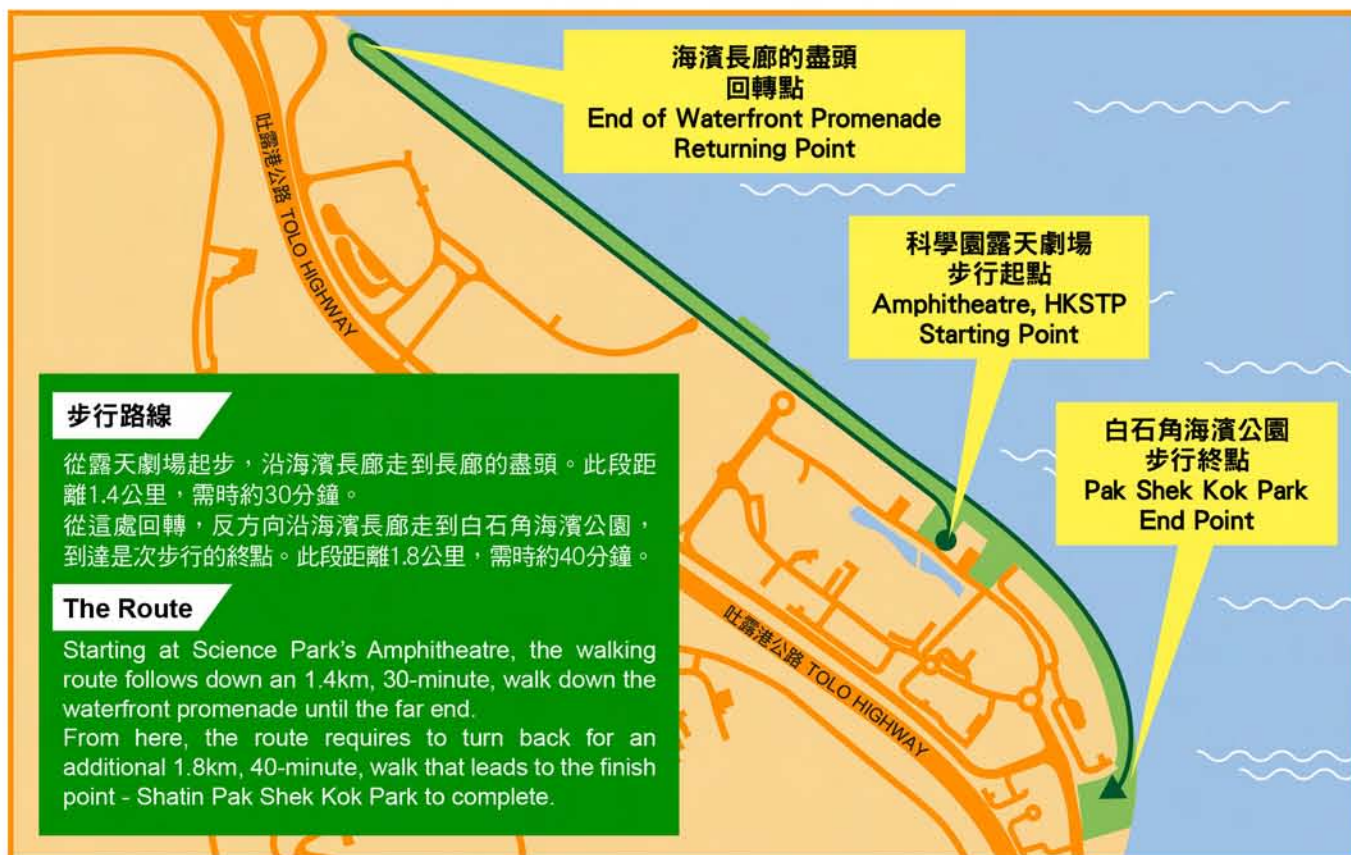 海濱長廊的盡頭
回轉點
End of Waterfront Promenade
Returning Point
吐露港公路 TOLO HIGHWAY
科學園露天劇場
步行起點
Amphitheatre, HKSTP
Starting Point
白石角海濱公園
步行終點
Pak Shek Kok Park
End Point
步行路線
從露天劇場起步，沿海濱長廊走到長廊的盡頭。此段距
離1.4公里，需時約30分鐘。
從這處回轉，反方向沿海濱長廊走到白石角海濱公園，
到達是次步行的終點。此段距離1.8公里，需時約40分鐘。
The Route
Starting at Science Park's Amphitheatre, the walking
route follows down an 1.4km, 30-minute, walk down the
waterfront promenade until the far end.
From here, the route requires to turn back for an
additional 1.8km, 40-minute, walk that leads to the finish
point - Shatin Pak Shek Kok Park to complete.
吐露港公路 TOLO HIGHWAY